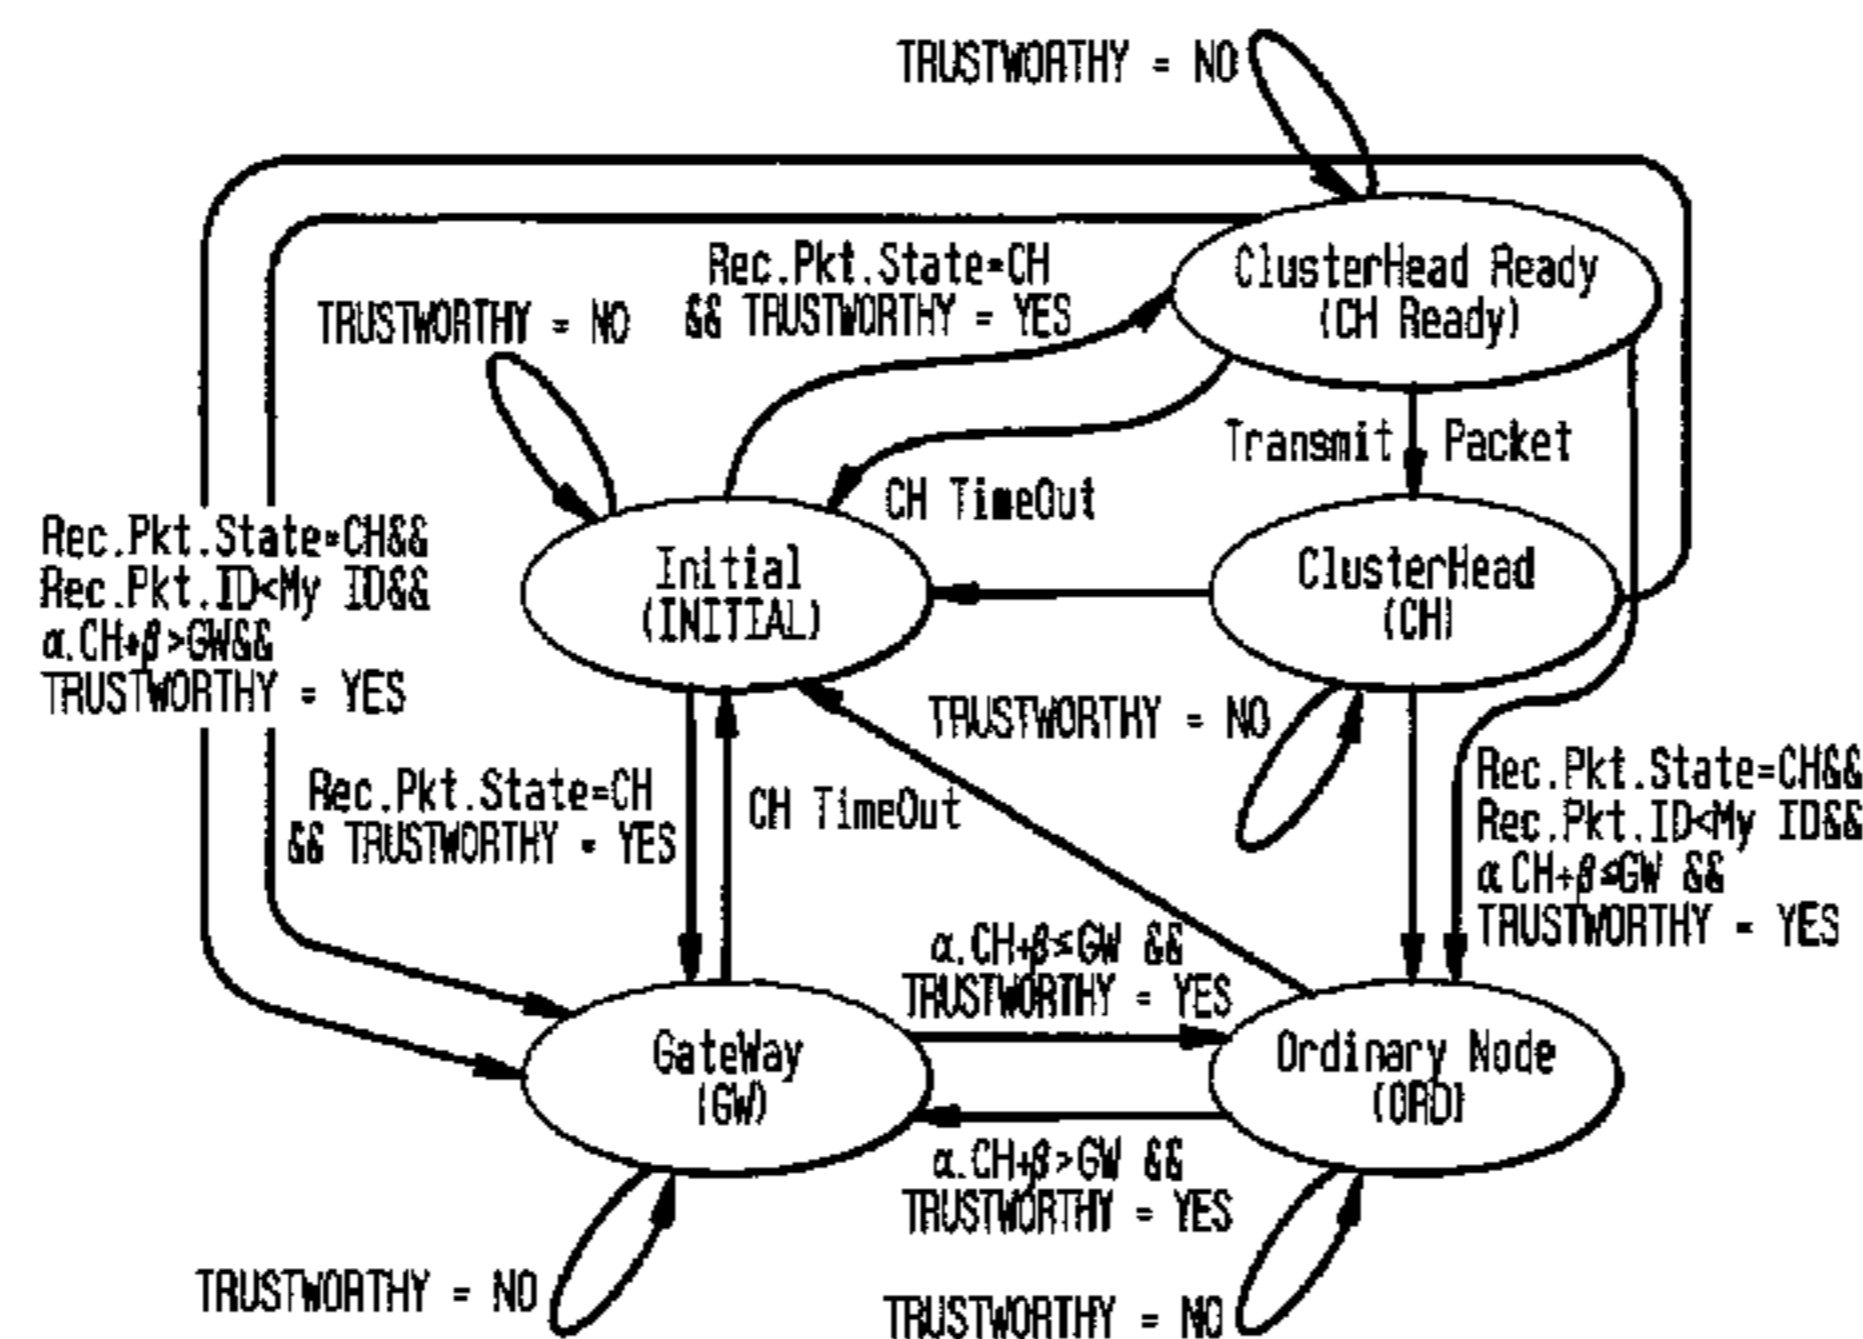 TRUSTWORTHY = NO
ClusterHead Ready
(CH Ready)
Rec.Pkt.State=CH
&& TRUSTWORTHY = YES
TRUSTWORTHY = NO
Transmit Packet
CH TimeOut
Rec.Pkt.State=CH&&
Rec.Pkt.ID<My ID&&
α.CH+β>GW&&
TRUSTWORTHY = YES
Initial
(INITIAL)
ClusterHead
(CH)
TRUSTWORTHY = NO
Rec.Pkt.State=CH
&& TRUSTWORTHY = YES
CH TimeOut
Rec.Pkt.State=CH&&
Rec.Pkt.ID<My ID&&
α.CH+β≤GW &&
TRUSTWORTHY = YES
α.CH+β≤GW &&
TRUSTWORTHY = YES
GateWay
(GW)
Ordinary Node
(ORD)
α.CH+β>GW &&
TRUSTWORTHY = YES
TRUSTWORTHY = NO
TRUSTWORTHY = NO